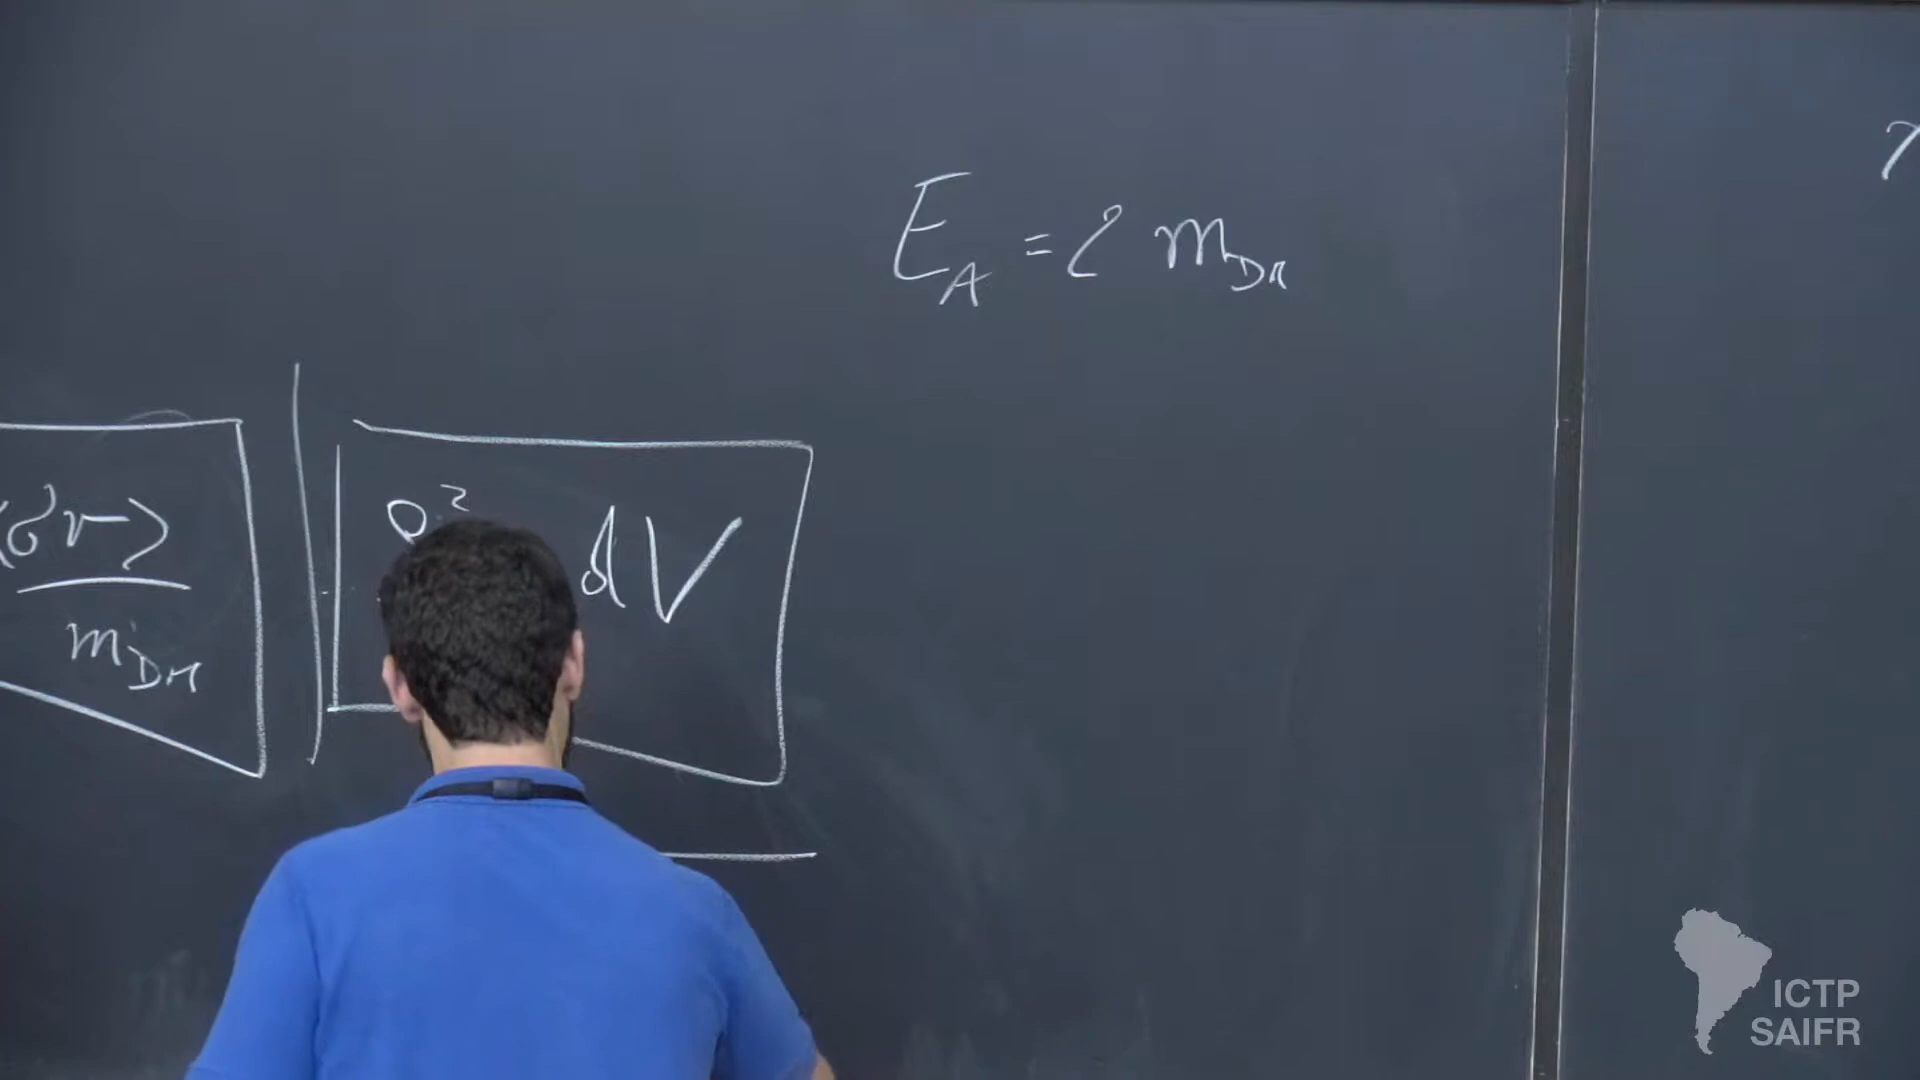 E_A = 2 m_DM
⟨σv⟩ ρ² dV
m_DM
ICTP
SAIFR